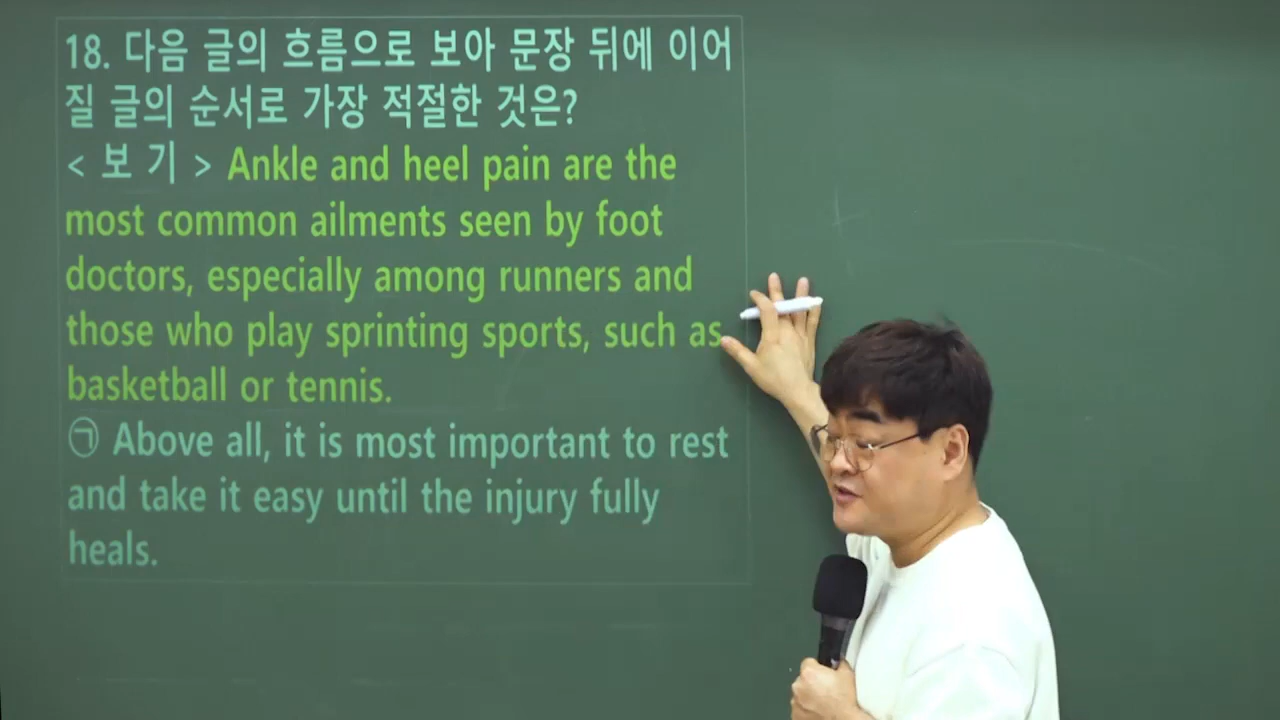 18. 다음 글의 흐름으로 보아 문장 뒤에 이어
질 글의 순서로 가장 적절한 것은?
< 보 기 > Ankle and heel pain are the
most common ailments seen by foot
doctors, especially among runners and
those who play sprinting sports, such as
basketball or tennis.
㉠ Above all, it is most important to rest
and take it easy until the injury fully
heals.